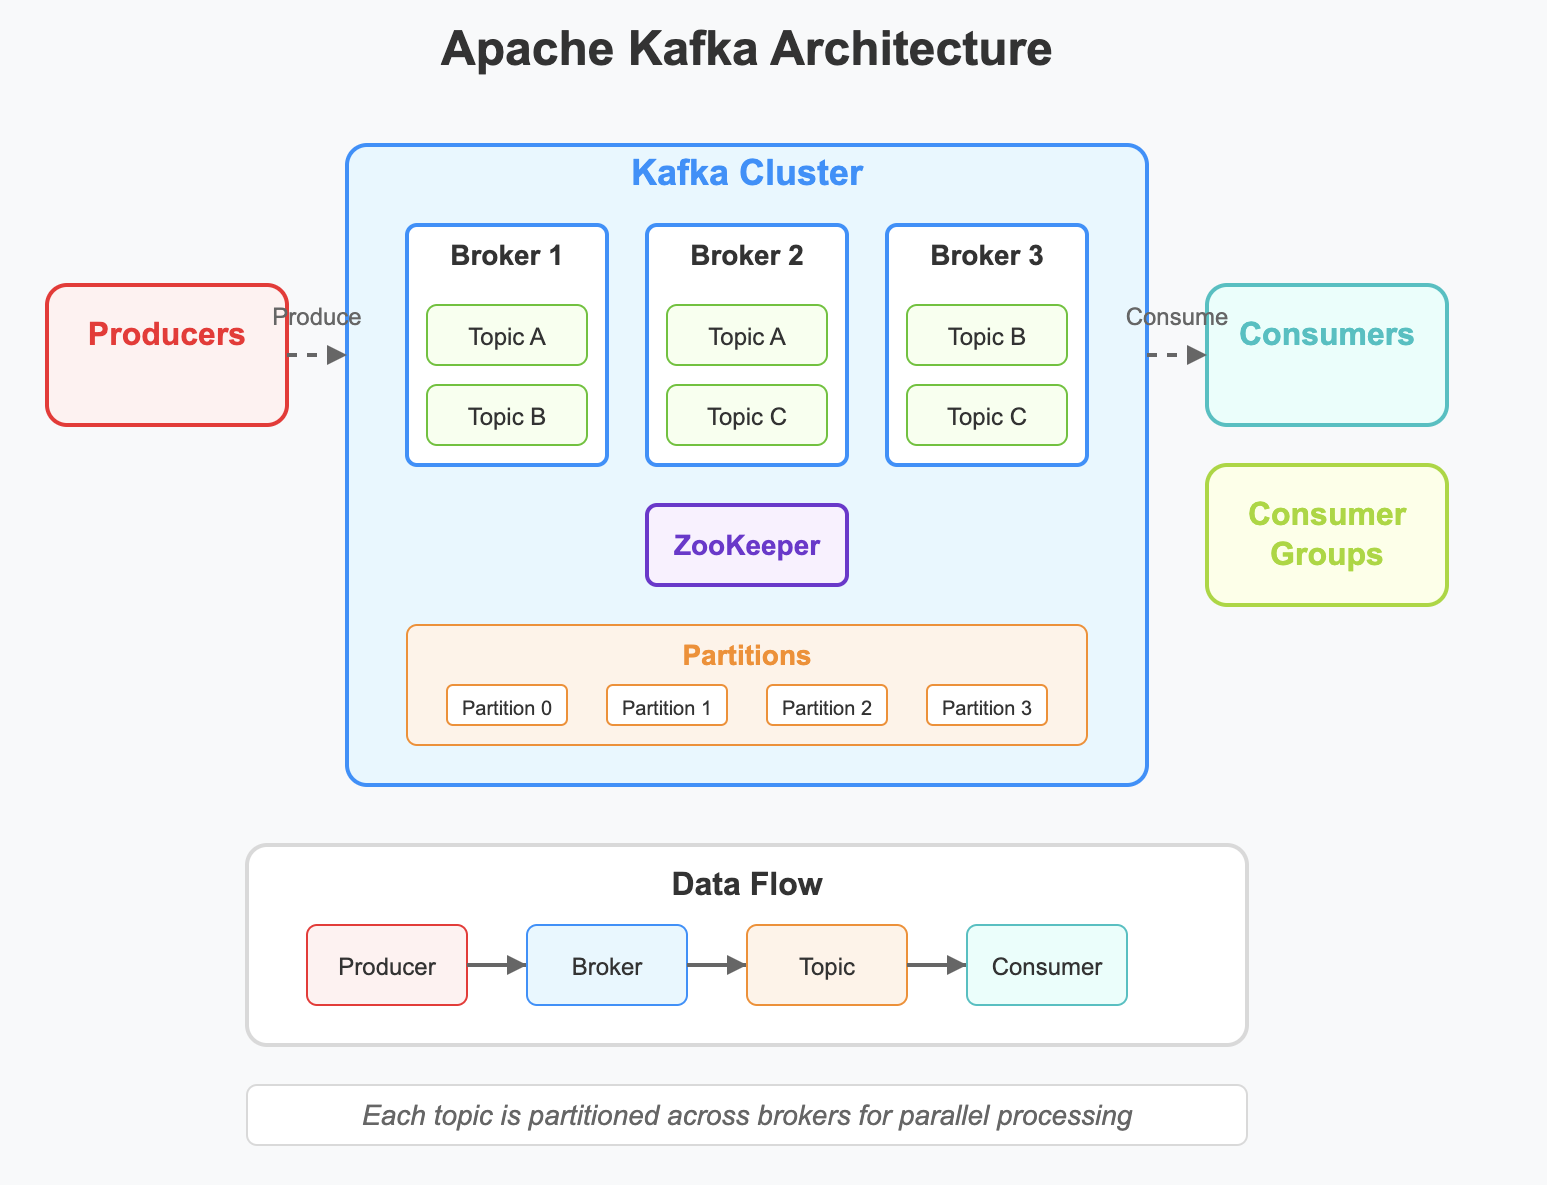 Apache Kafka Architecture
Kafka Cluster
Producers
Produce
Broker 1
Topic A
Topic B
Broker 2
Topic A
Topic C
Broker 3
Topic B
Topic C
Consume
Consumers
Consumer
Groups
ZooKeeper
Partitions
Partition 0
Partition 1
Partition 2
Partition 3
Data Flow
Producer
Broker
Topic
Consumer
Each topic is partitioned across brokers for parallel processing